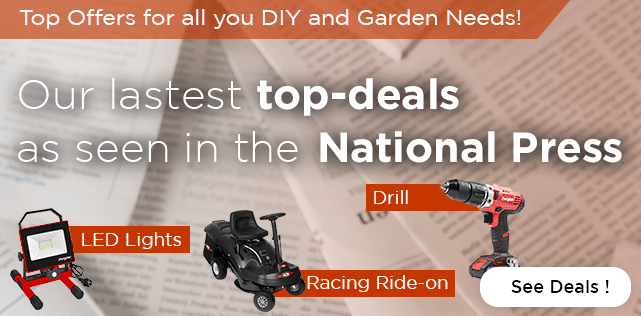 Top Offers for all you DIY and Garden Needs!
Our lastest top-deals
as seen in the National Press
Drill
LED Lights
Racing Ride-on
See Deals !